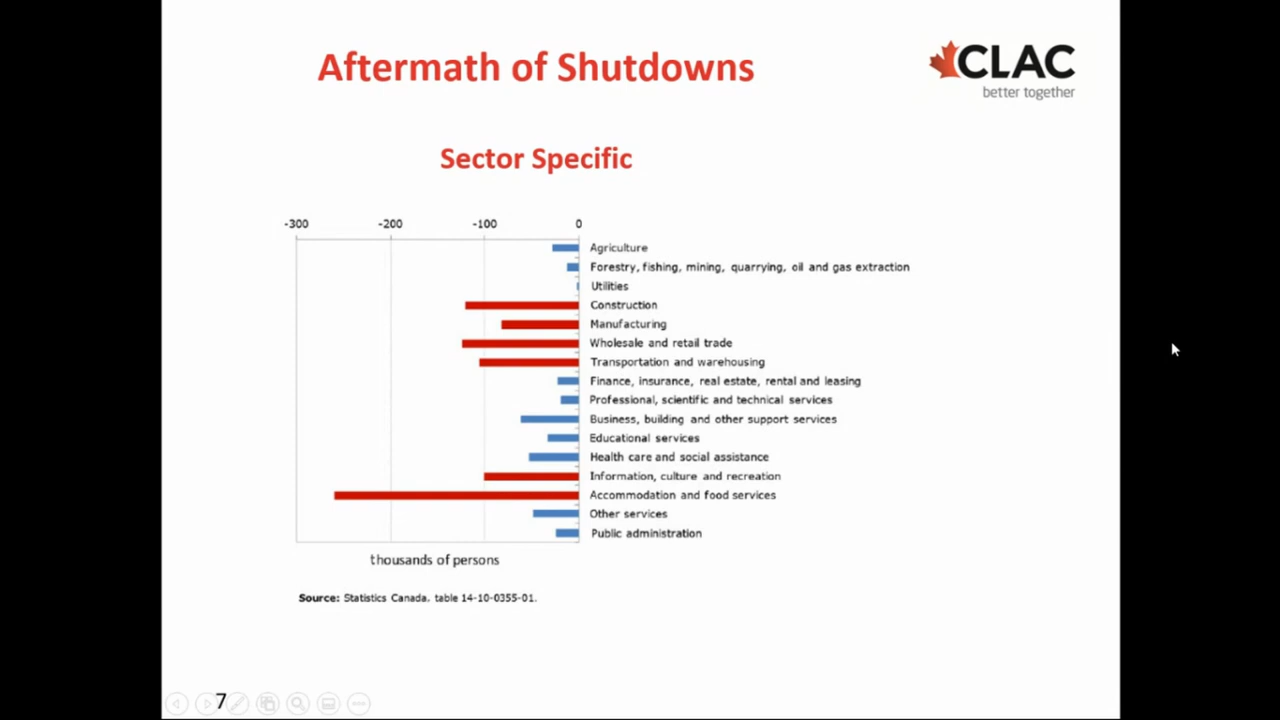 Aftermath of Shutdowns
CLAC
better together
Sector Specific
-300 -200 -100 0
Agriculture
Forestry, fishing, mining, quarrying, oil and gas extraction
Utilities
Construction
Manufacturing
Wholesale and retail trade
Transportation and warehousing
Finance, insurance, real estate, rental and leasing
Professional, scientific and technical services
Business, building and other support services
Educational services
Health care and social assistance
Information, culture and recreation
Accommodation and food services
Other services
Public administration
thousands of persons
Source: Statistics Canada. table 14-10-0355-01.
7